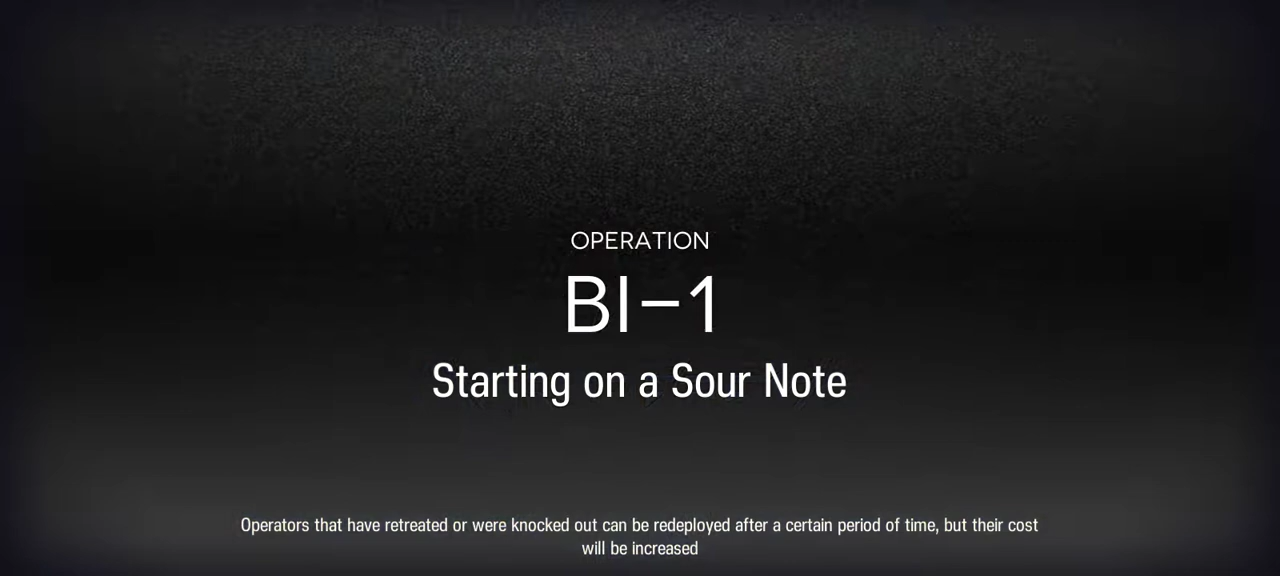 OPERATION
BI-1
Starting on a Sour Note
Operators that have retreated or were knocked out can be redeployed after a certain period of time, but their cost
will be increased